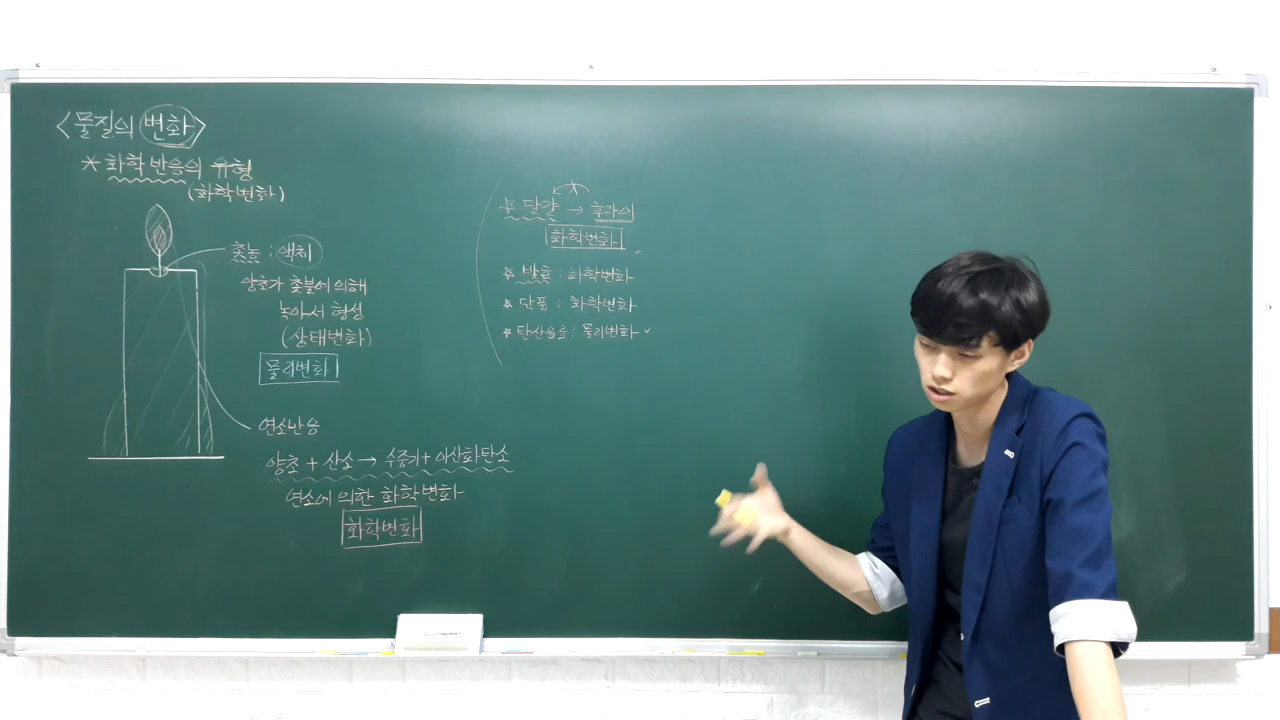 <물질의 변화>
* 화학반응의 유형
(화학변화)
촛농 : 액체
양초가 촛불에 의해
녹아서 형성
(상태변화)
물리변화
연소반응
양초 + 산소 → 수증기 + 이산화탄소
연소에 의한 화학변화
화학변화
* 달걀 → 후라이
화학변화
* 발효 : 화학변화
* 단풍 : 화학변화
* 탄산음료 : 물리변화